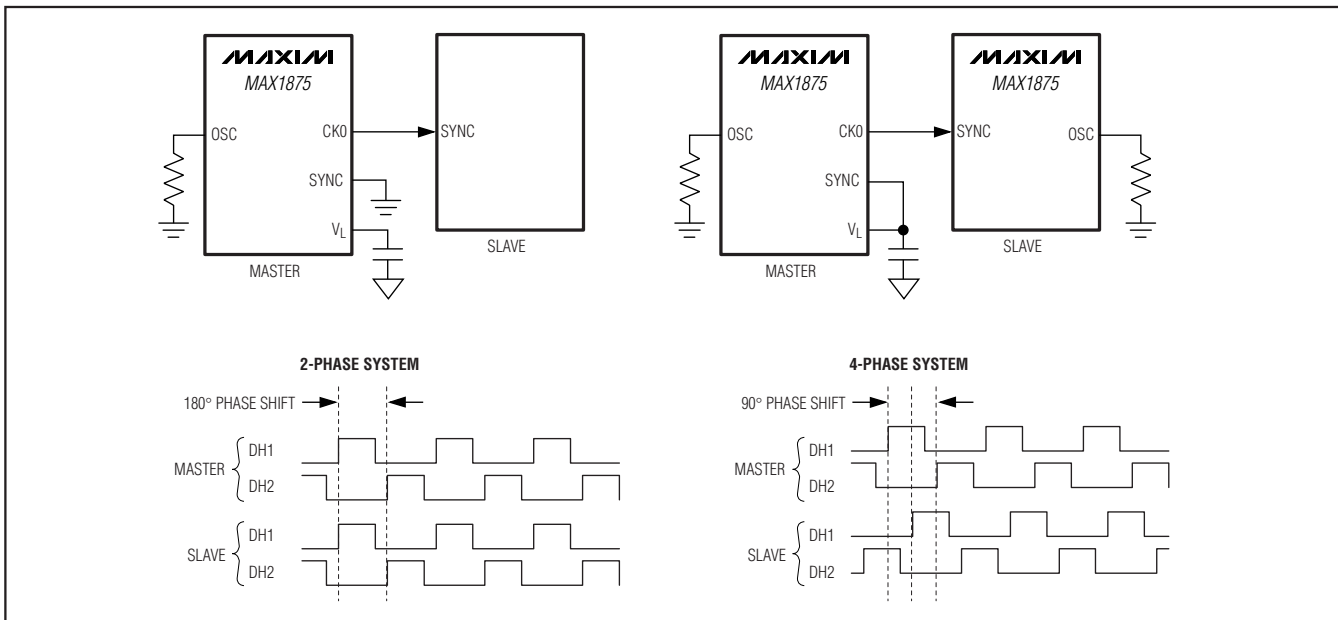 MAXIM
MAX1875
OSC
CK0
SYNC
VL
MASTER
SYNC
SLAVE
MAXIM
MAX1875
OSC
CK0
SYNC
VL
MASTER
MAXIM
MAX1875
SYNC
OSC
SLAVE
2-PHASE SYSTEM
180° PHASE SHIFT
MASTER
DH1
DH2
SLAVE
DH1
DH2
4-PHASE SYSTEM
90° PHASE SHIFT
MASTER
DH1
DH2
SLAVE
DH1
DH2